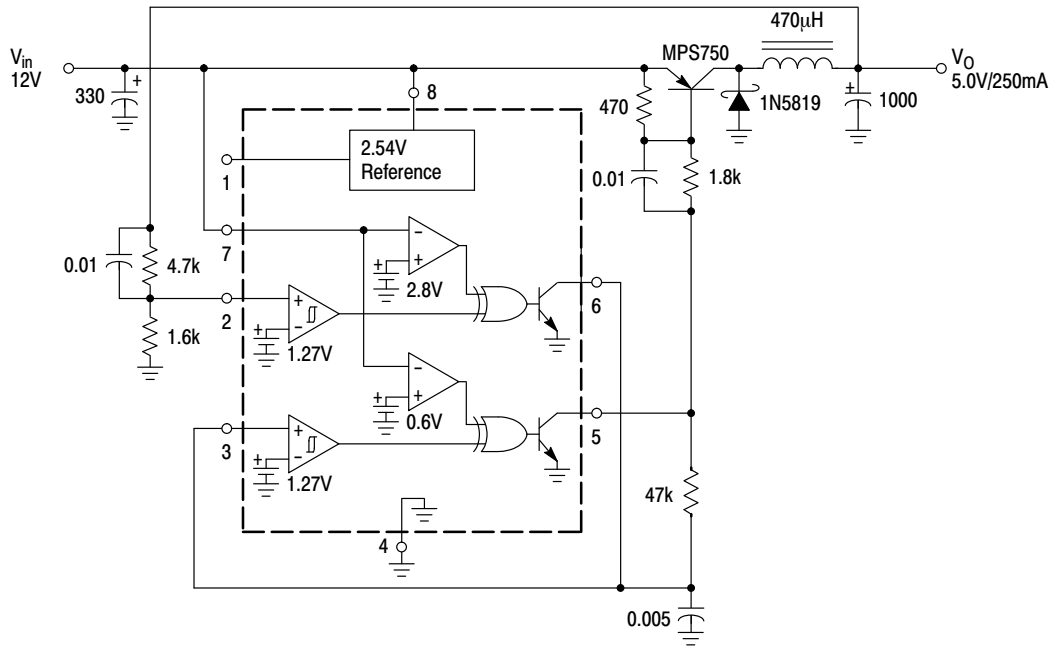 470µH
MPS750
Vin
12V
VO
5.0V/250mA
330
+
8
470
+
1000
1N5819
2.54V
Reference
1
0.01
1.8k
7
0.01
4.7k
–
+
+
2.8V
6
2
+
–
+
1.27V
1.6k
–
+
+
0.6V
5
3
+
–
+
1.27V
47k
4
0.005